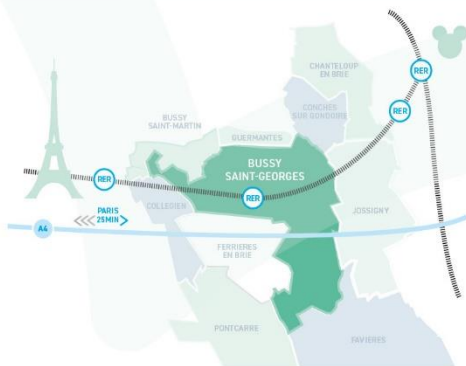 CHANTELOUP
EN BRIE
RER
CONCHES
SUR GONDOIRE
RER
BUSSY
SAINT-MARTIN
GUERMANTES
BUSSY
SAINT-GEORGES
RER
RER
COLLEGIEN
JOSSIGNY
PARIS
25MIN
A4
FERRIERES
EN BRIE
PONTCARRE
FAVIERES